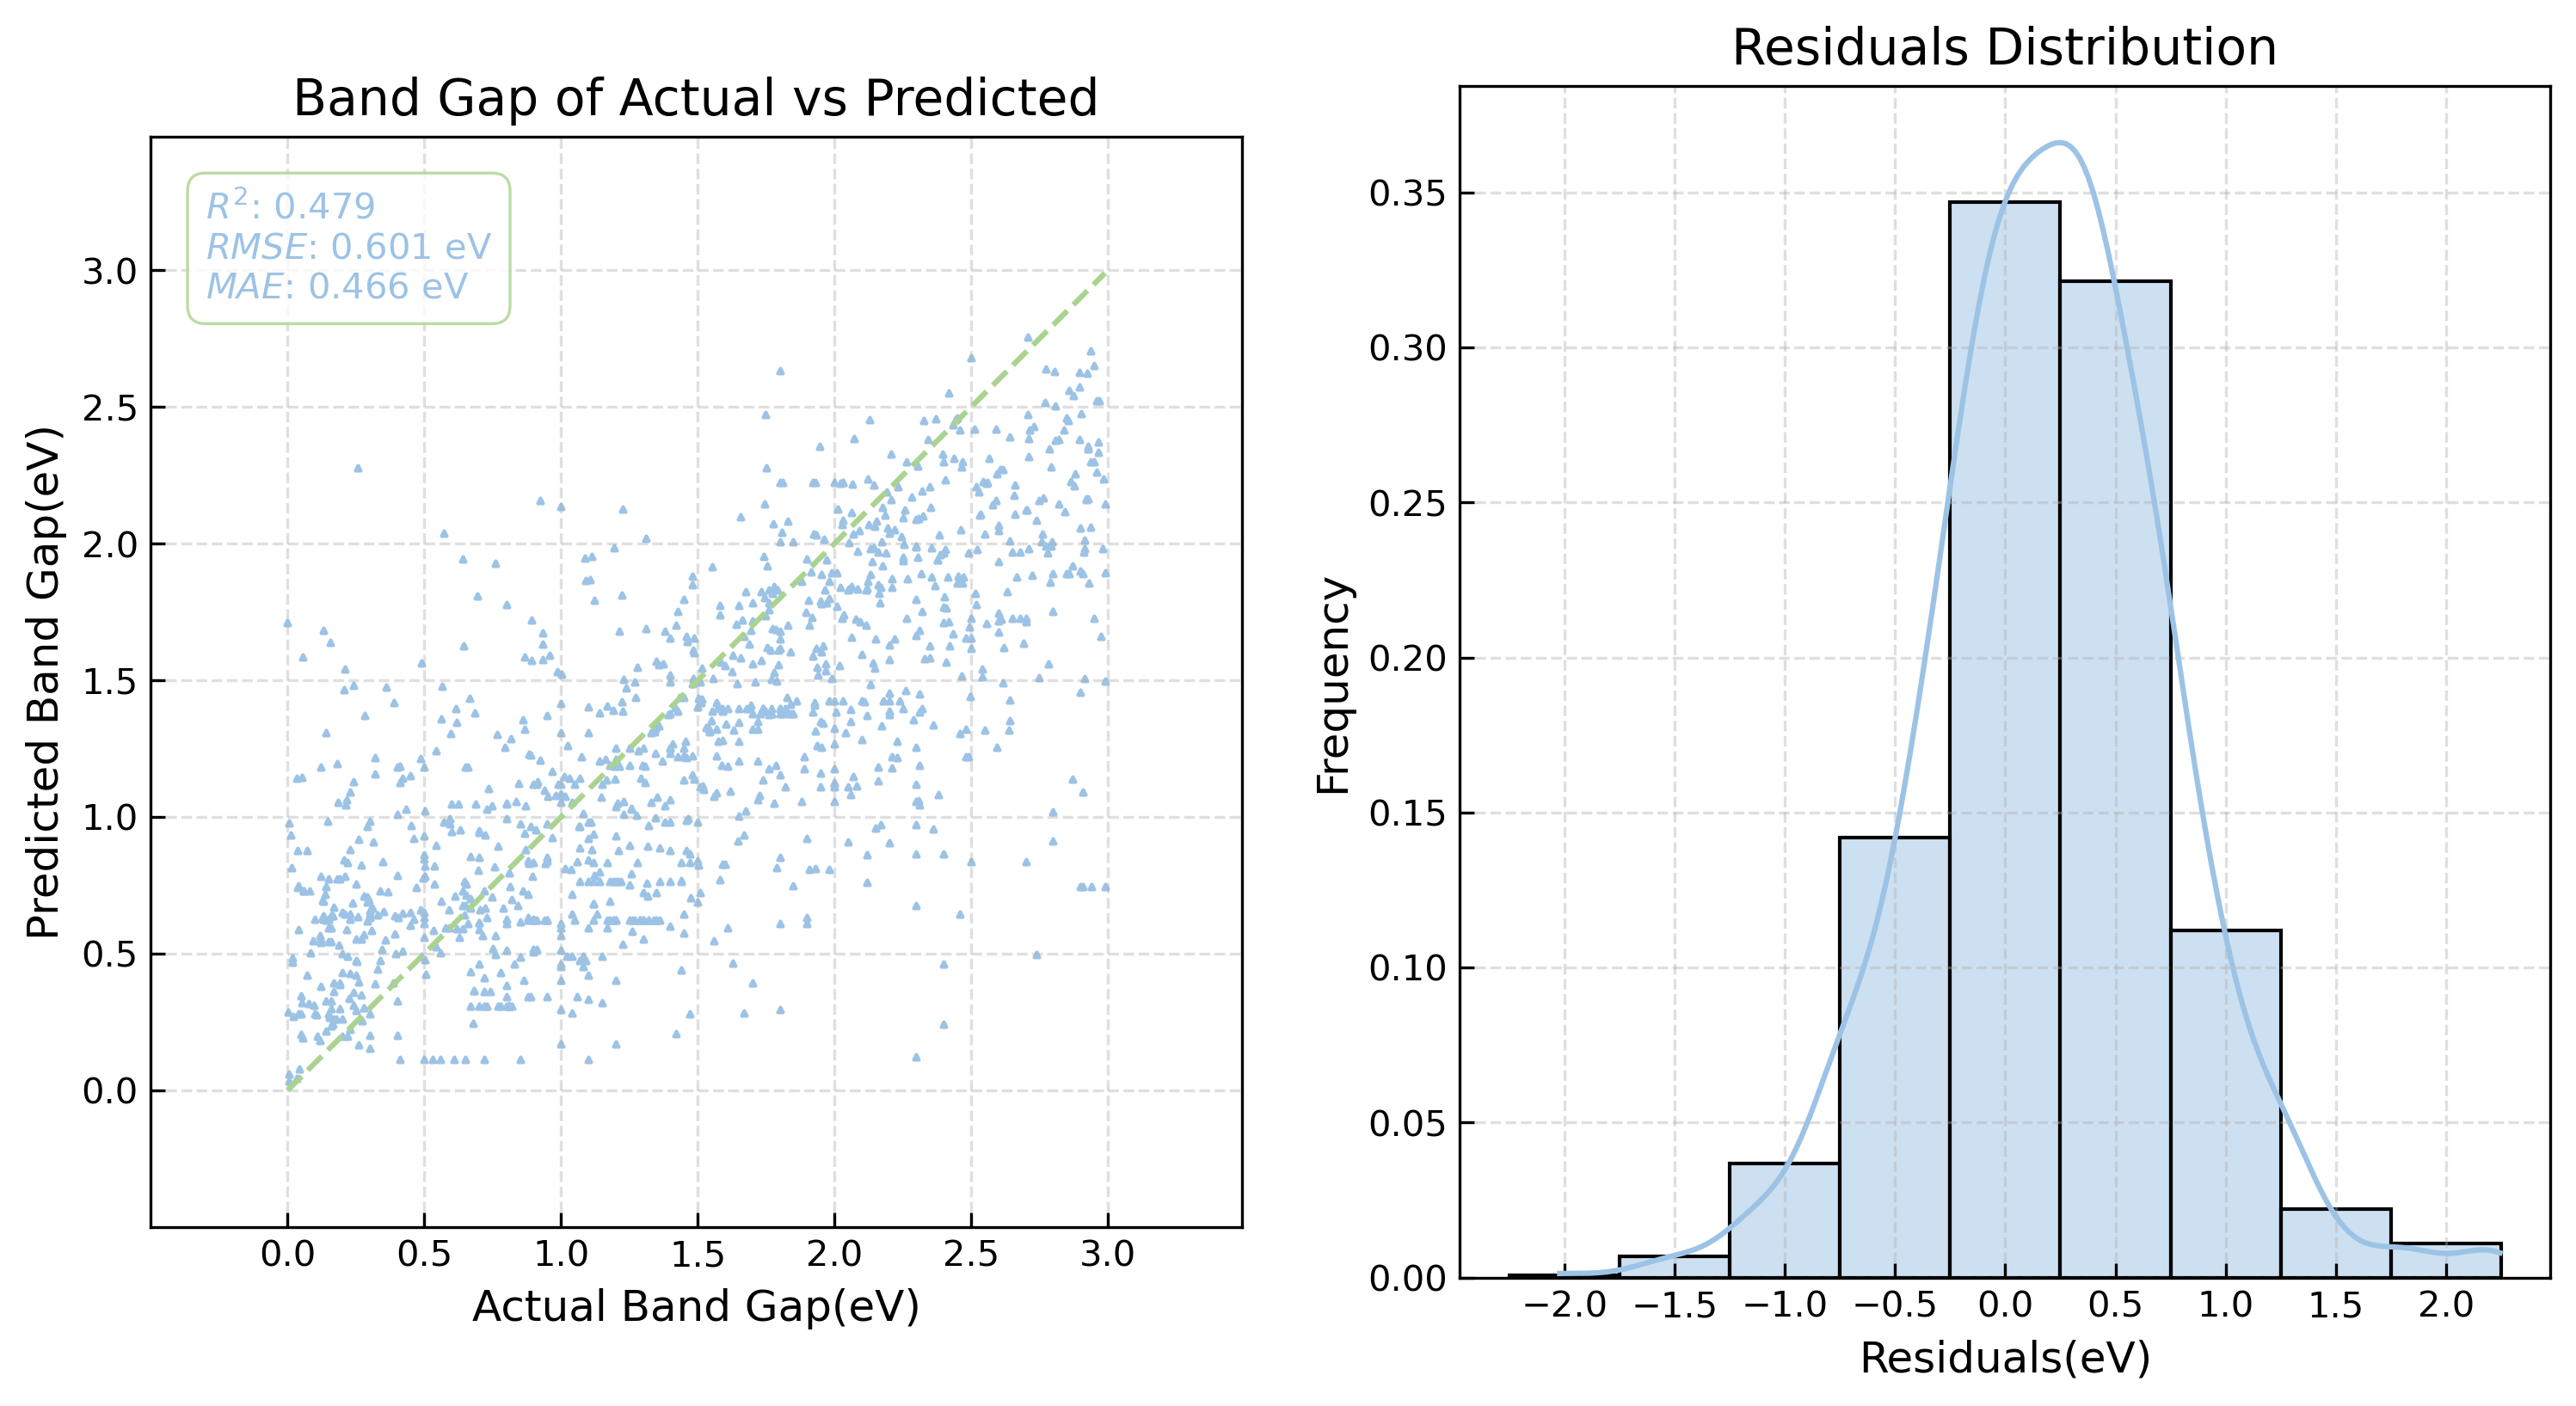 Band Gap of Actual vs Predicted
R²: 0.479
RMSE: 0.601 eV
MAE: 0.466 eV
3.0
2.5
2.0
1.5
1.0
0.5
0.0
Predicted Band Gap(eV)
0.0 0.5 1.0 1.5 2.0 2.5 3.0
Actual Band Gap(eV)
Residuals Distribution
0.35
0.30
0.25
0.20
0.15
0.10
0.05
0.00
Frequency
−2.0 −1.5 −1.0 −0.5 0.0 0.5 1.0 1.5 2.0
Residuals(eV)